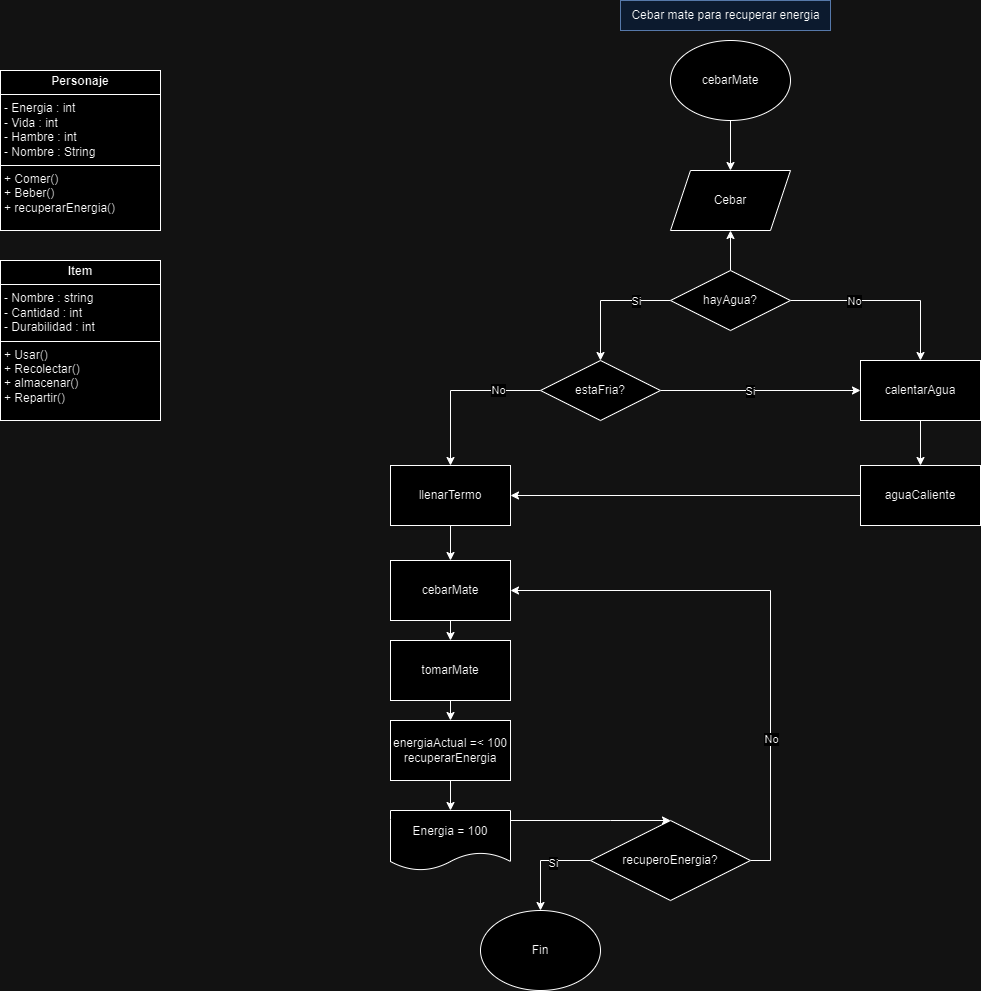 Cebar mate para recuperar energia
cebarMate
Personaje
- Energia : int
- Vida : int
- Hambre : int
- Nombre : String
+ Comer()
+ Beber()
+ recuperarEnergia()
Cebar
Item
- Nombre : string
- Cantidad : int
- Durabilidad : int
+ Usar()
+ Recolectar()
+ almacenar()
+ Repartir()
hayAgua?
Si
No
estaFria?
No
Si
calentarAgua
llenarTermo
aguaCaliente
cebarMate
tomarMate
energiaActual =< 100
recuperarEnergia
No
Energia = 100
recuperoEnergia?
Si
Fin